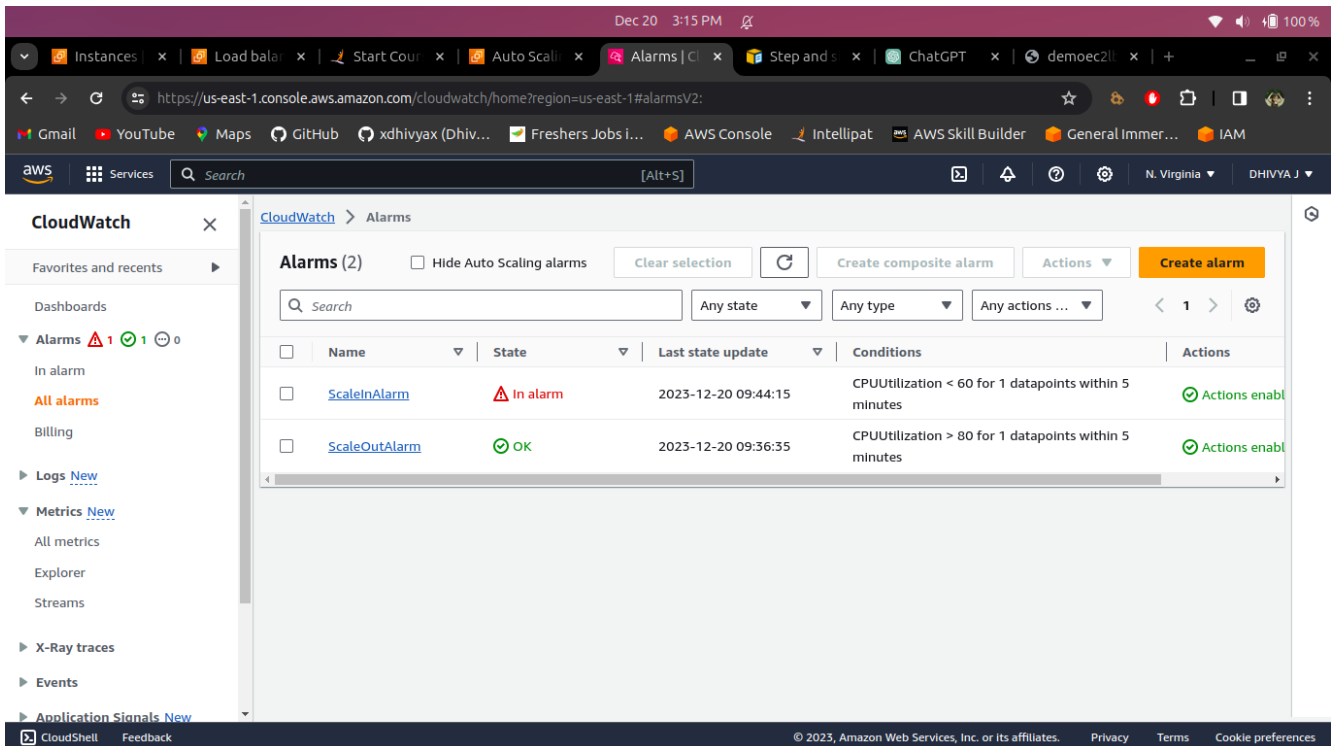 Dec 20 3:15 PM 100 %
Instances | Load balan Start Cour Auto Scalin Alarms | Cl Step and s ChatGPT demoec2lb
https://us-east-1.console.aws.amazon.com/cloudwatch/home?region=us-east-1#alarmsV2:
Gmail YouTube Maps GitHub xdhivyax (Dhiv... Freshers Jobs i... AWS Console Intellipat AWS Skill Builder General Immer... IAM
aws Services Search [Alt+S] N. Virginia DHIVYA J
CloudWatch
Favorites and recents
Dashboards
Alarms 1 1 0
In alarm
All alarms
Billing
Logs New
Metrics New
All metrics
Explorer
Streams
X-Ray traces
Events
Application Signals New
CloudWatch > Alarms
Alarms (2) Hide Auto Scaling alarms Clear selection Create composite alarm Actions Create alarm
Search Any state Any type Any actions ... 1
Name State Last state update Conditions Actions
ScaleInAlarm In alarm 2023-12-20 09:44:15 CPUUtilization < 60 for 1 datapoints within 5 minutes Actions enabl
ScaleOutAlarm OK 2023-12-20 09:36:35 CPUUtilization > 80 for 1 datapoints within 5 minutes Actions enabl
CloudShell Feedback © 2023, Amazon Web Services, Inc. or its affiliates. Privacy Terms Cookie preferences